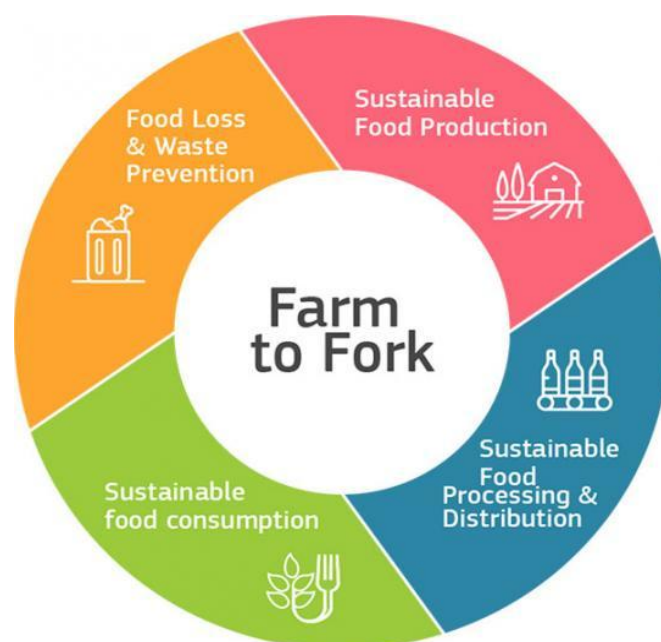 Food Loss
& Waste
Prevention
Sustainable
Food Production
Farm
to Fork
Sustainable
Food
Processing &
Distribution
Sustainable
food consumption